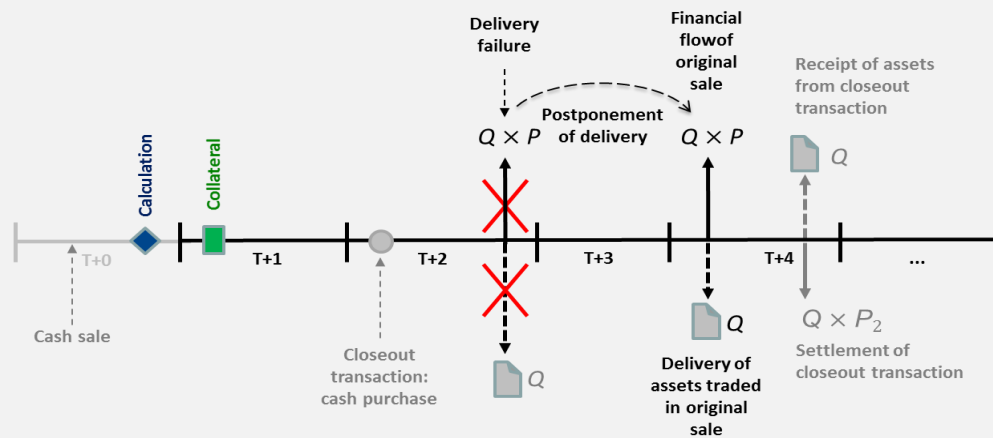 Delivery
failure
Financial
flowof
original
sale
Receipt of assets
from closeout
transaction
Postponement
of delivery
Q × P
Q × P
Q
Calculation
Collateral
T+0
T+1
T+2
T+3
T+4
...
Cash sale
Closeout
transaction:
cash purchase
Q
Q
Delivery of
assets traded
in original
sale
Q × P₂
Settlement of
closeout transaction